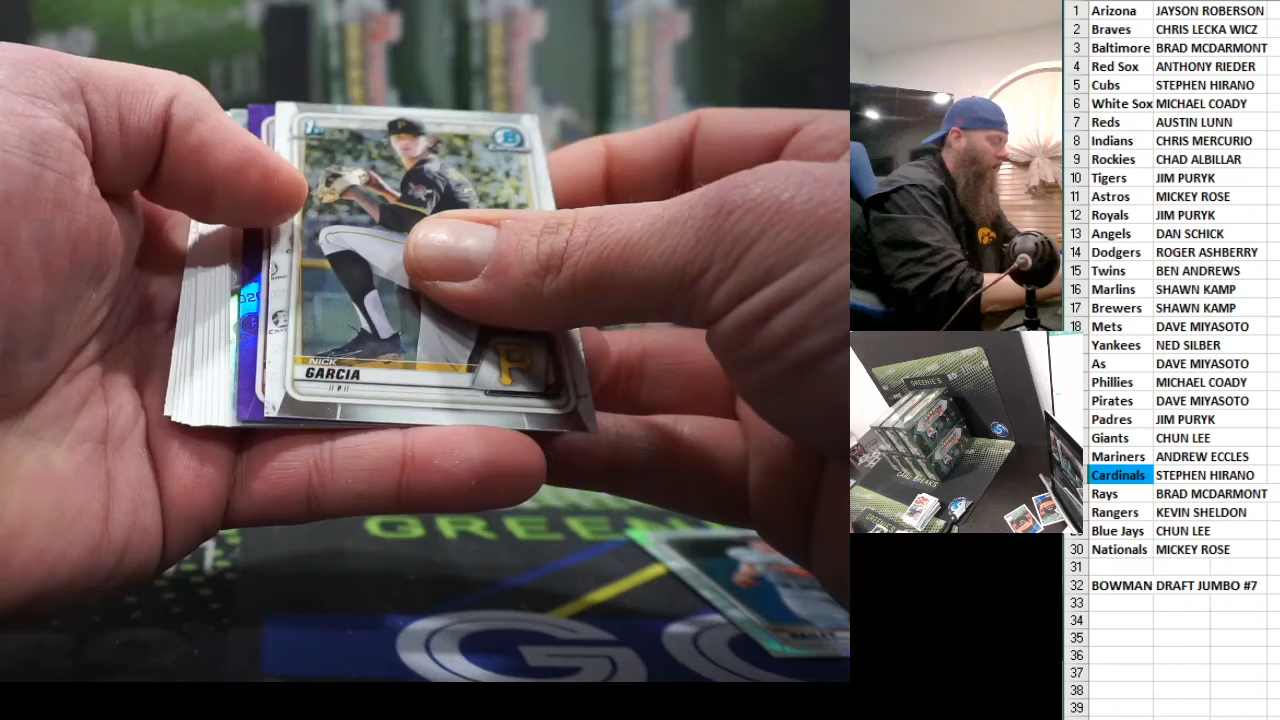 1st
NICK
GARCIA
P
GREEN
G
1 Arizona JAYSON ROBERSON
2 Braves CHRIS LECKA WICZ
3 Baltimore BRAD MCDARMONT
4 Red Sox ANTHONY RIEDER
5 Cubs STEPHEN HIRANO
6 White Sox MICHAEL COADY
7 Reds AUSTIN LUNN
8 Indians CHRIS MERCURIO
9 Rockies CHAD ALBILLAR
10 Tigers JIM PURYK
11 Astros MICKEY ROSE
12 Royals JIM PURYK
13 Angels DAN SCHICK
14 Dodgers ROGER ASHBERRY
15 Twins BEN ANDREWS
16 Marlins SHAWN KAMP
17 Brewers SHAWN KAMP
18 Mets DAVE MIYASOTO
Yankees NED SILBER
As DAVE MIYASOTO
Phillies MICHAEL COADY
Pirates DAVE MIYASOTO
Padres JIM PURYK
Giants CHUN LEE
Mariners ANDREW ECCLES
Cardinals STEPHEN HIRANO
Rays BRAD MCDARMONT
Rangers KEVIN SHELDON
Blue Jays CHUN LEE
30 Nationals MICKEY ROSE
31
32 BOWMAN DRAFT JUMBO #7
33
34
35
36
37
38
39
GREENIE'S
CARD BREAKS